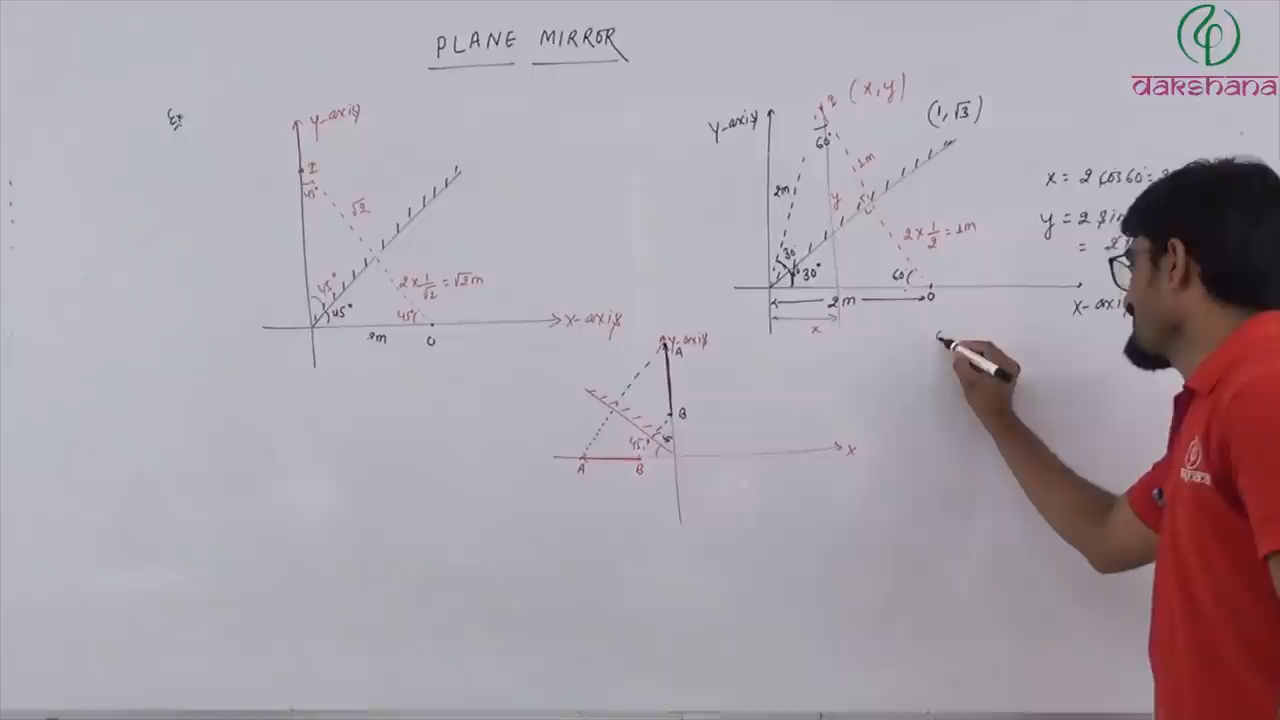 PLANE MIRROR
dakshana
Y-axis
I
45°
√2
45°
45°
2 × 1/√2 = √2 m
45°
2m
O
X-axis
(x, y)
(1, √3)
Y-axis
60°
2m
1m
y
30°
30°
2 × 1/2 = 1m
60°
2m
O
x
x = 2 cos 60° =
y = 2 sin
= 2
X-axis
Y-axis
A
B
45°
A
B
X